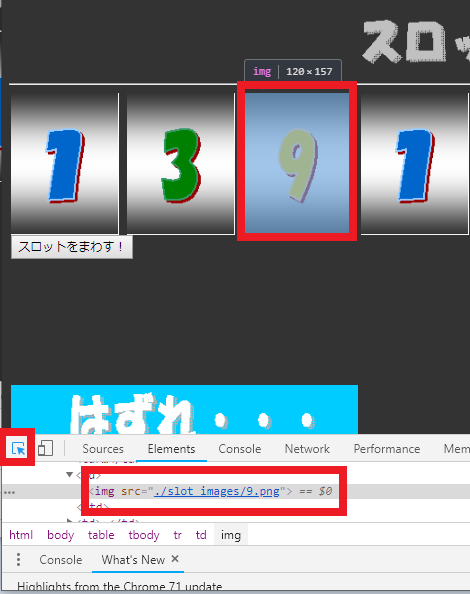 スロッ
img 120 × 157
1 3 9 1
スロットをまわす！
はずれ・・・
Sources Elements Console Network Performance Mem
<img src="./slot_images/9.png"> == $0
html body table tbody tr td img
Console What's New ×
Highlights from the Chrome 71 update